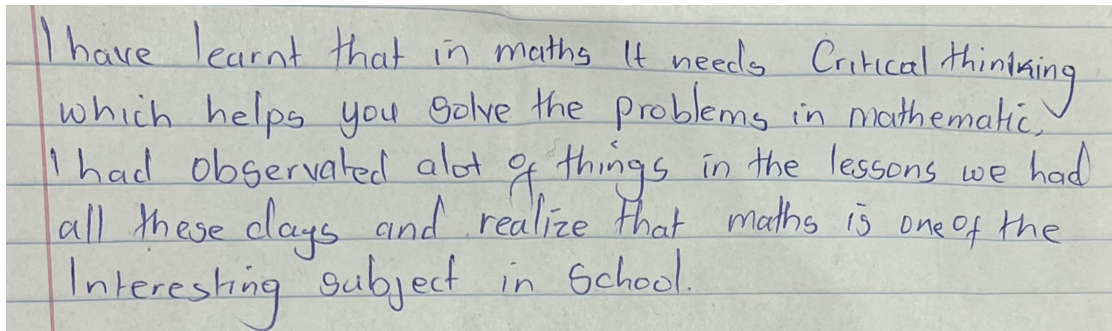 I have learnt that in maths It needs Critical thinking
which helps you solve the problems in mathematic,
I had observated alot of things in the lessons we had
all these days and realize that maths is one of the
Interesting subject in School.